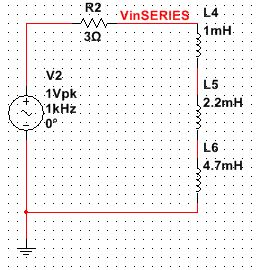 R2
3Ω
VinSERIES
L4
1mH
V2
1Vpk
1kHz
0°
L5
2.2mH
L6
4.7mH